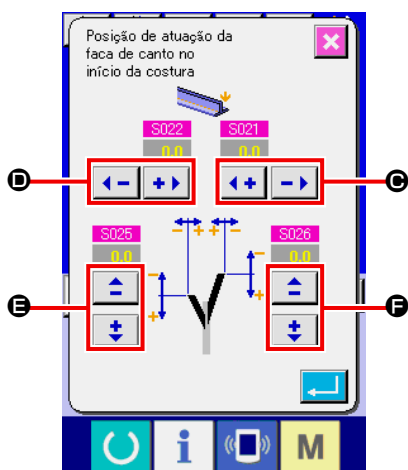 Posição de atuação da
faca de canto no
início da costura
S022 S021
0.0 0.0
D - + + - C
S025 S026
0.0 0.0
- + - +
-
+
-
+
E F
M